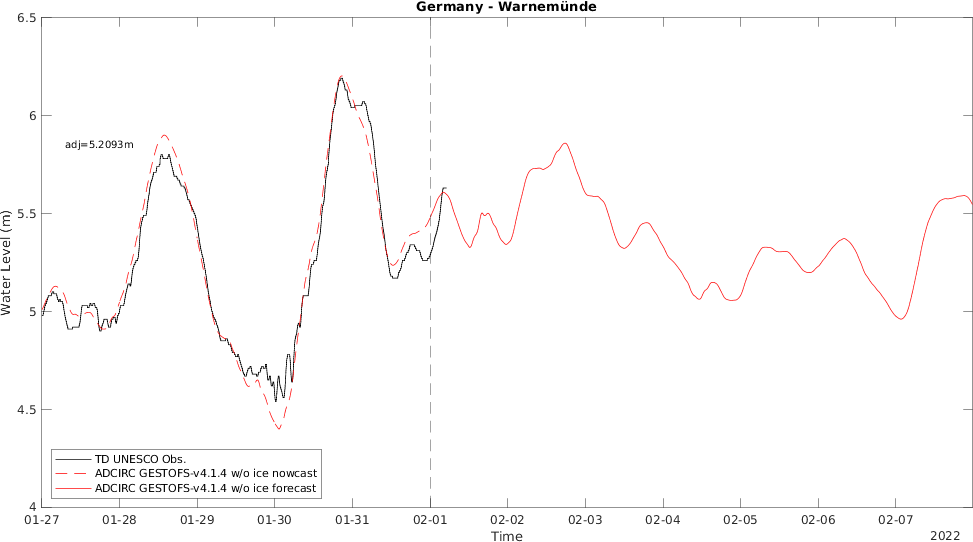 Germany - Warnemünde
6.5
6
5.5
5
4.5
4
Water Level (m)
adj=5.2093m
TD UNESCO Obs.
ADCIRC GESTOFS-v4.1.4 w/o ice nowcast
ADCIRC GESTOFS-v4.1.4 w/o ice forecast
01-27 01-28 01-29 01-30 01-31 02-01 02-02 02-03 02-04 02-05 02-06 02-07
Time
2022